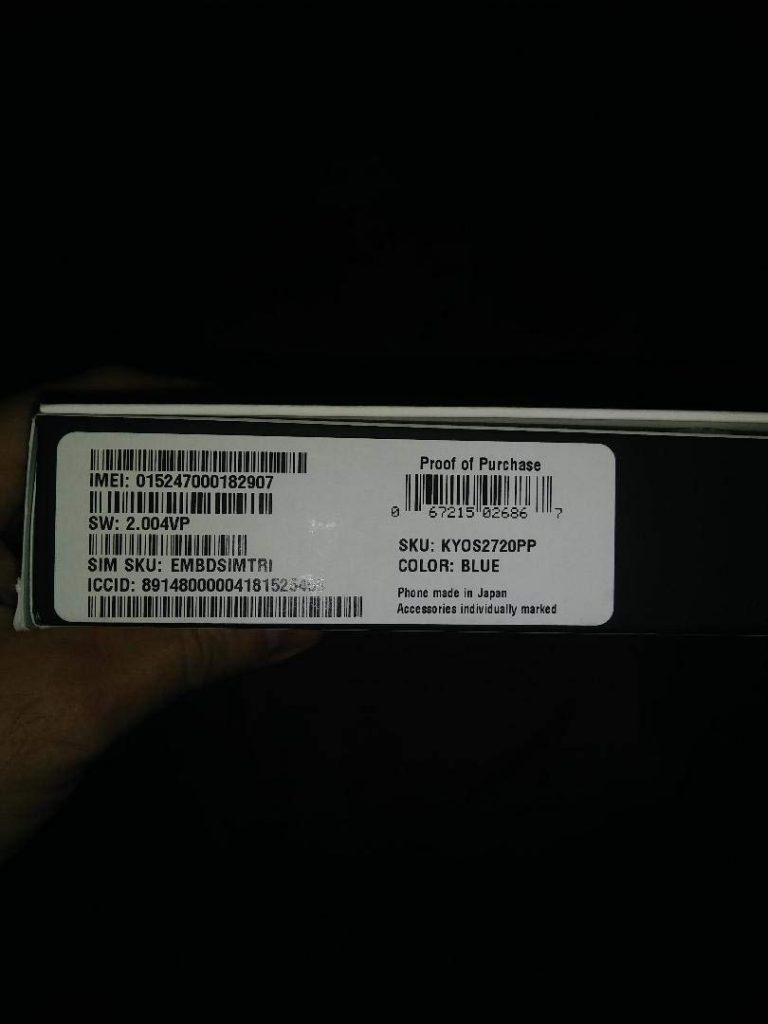 IMEI: 015247000182907
SW: 2.004VP
SIM SKU: EMBDSIMTRI
ICCID:
Proof of Purchase
0 67215 02686 7
SKU: KYOS2720PP
COLOR: BLUE
Phone made in Japan
Accessories individually marked